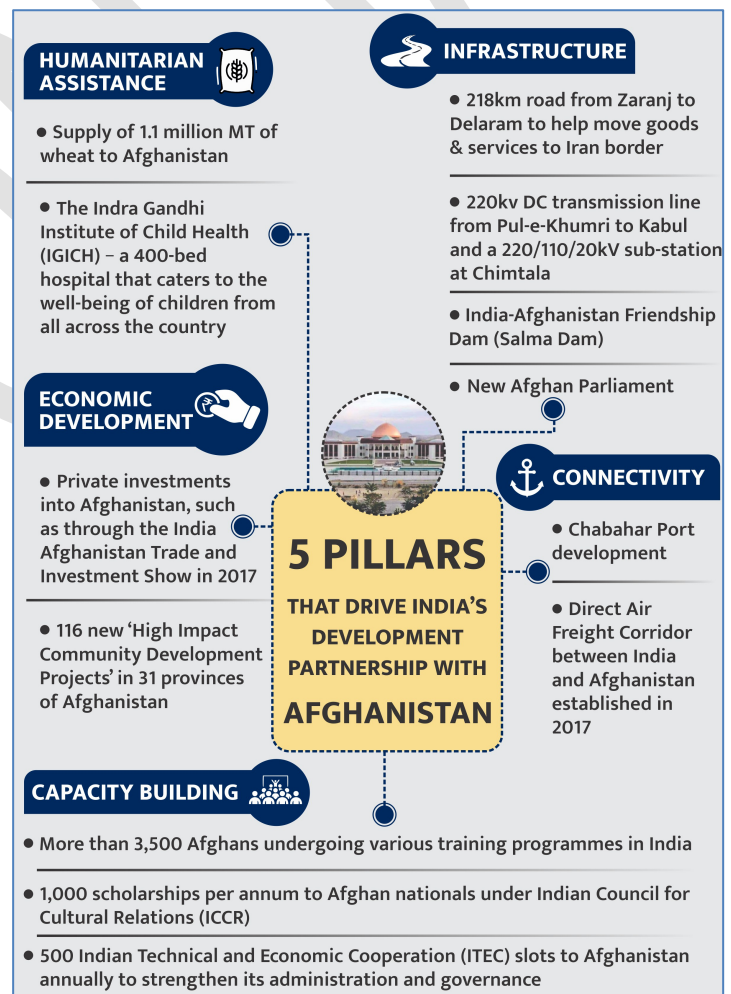 HUMANITARIAN
ASSISTANCE
• Supply of 1.1 million MT of
wheat to Afghanistan
• The Indra Gandhi
Institute of Child Health
(IGICH) – a 400-bed
hospital that caters to the
well-being of children from
all across the country
INFRASTRUCTURE
• 218km road from Zaranj to
Delaram to help move goods
& services to Iran border
• 220kv DC transmission line
from Pul-e-Khumri to Kabul
and a 220/110/20kV sub-station
at Chimtala
• India-Afghanistan Friendship
Dam (Salma Dam)
• New Afghan Parliament
ECONOMIC
DEVELOPMENT
• Private investments
into Afghanistan, such
as through the India
Afghanistan Trade and
Investment Show in 2017
• 116 new ‘High Impact
Community Development
Projects’ in 31 provinces
of Afghanistan
5 PILLARS
THAT DRIVE INDIA’S
DEVELOPMENT
PARTNERSHIP WITH
AFGHANISTAN
CONNECTIVITY
• Chabahar Port
development
• Direct Air
Freight Corridor
between India
and Afghanistan
established in
2017
CAPACITY BUILDING
• More than 3,500 Afghans undergoing various training programmes in India
• 1,000 scholarships per annum to Afghan nationals under Indian Council for
Cultural Relations (ICCR)
• 500 Indian Technical and Economic Cooperation (ITEC) slots to Afghanistan
annually to strengthen its administration and governance